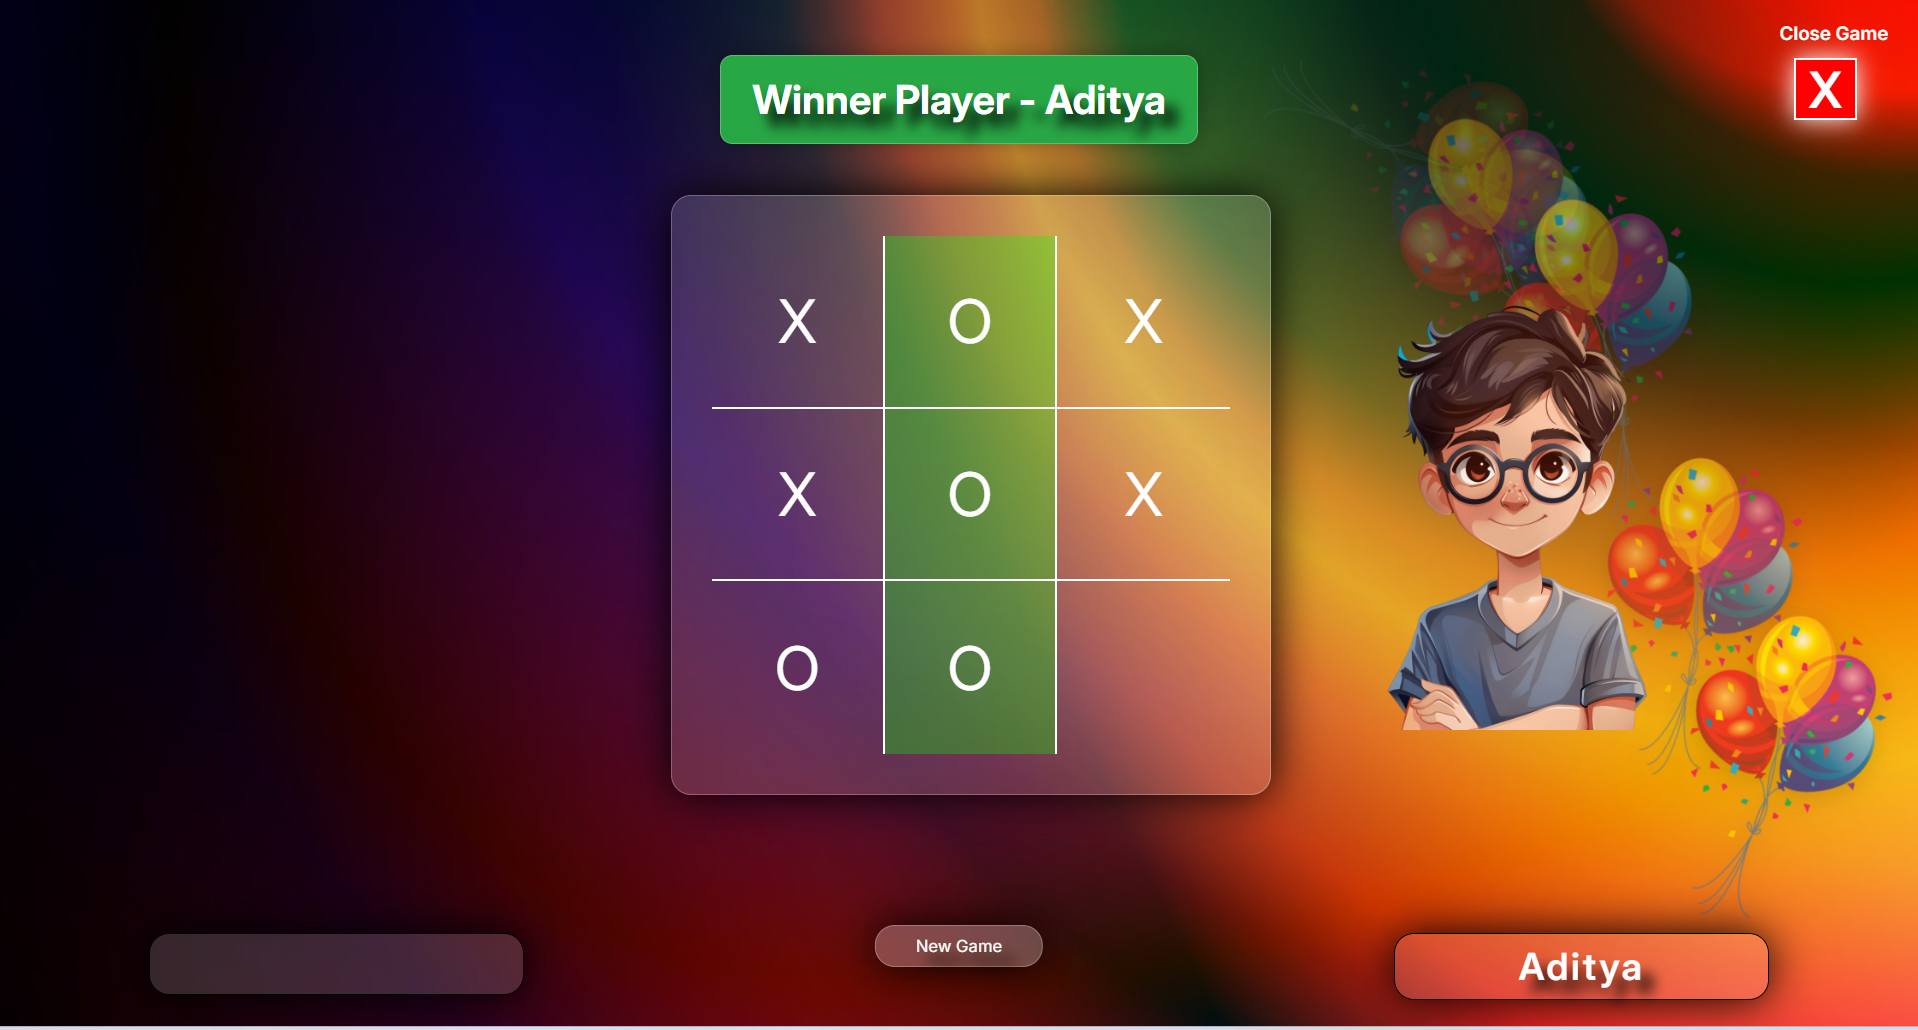 Close Game
X
Winner Player - Aditya
X O X
X O X
O O
New Game
Aditya